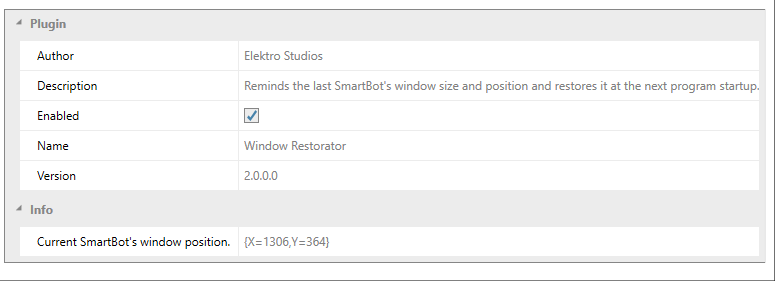 Plugin
Author Elektro Studios
Description Reminds the last SmartBot's window size and position and restores it at the next program startup.
Enabled
Name Window Restorator
Version 2.0.0.0
Info
Current SmartBot's window position. {X=1306,Y=364}